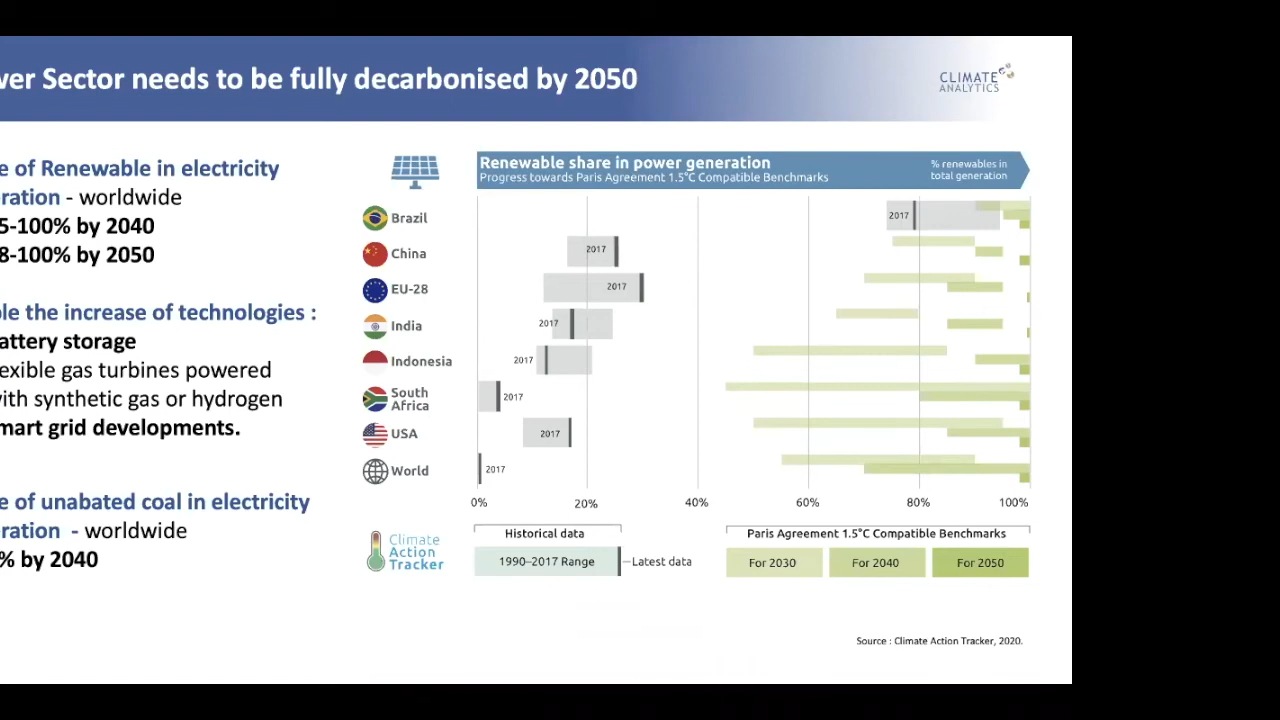 wer Sector needs to be fully decarbonised by 2050
CLIMATE
ANALYTICS
e of Renewable in electricity
eration - worldwide
5-100% by 2040
8-100% by 2050
ble the increase of technologies :
attery storage
exible gas turbines powered
with synthetic gas or hydrogen
mart grid developments.
e of unabated coal in electricity
eration - worldwide
% by 2040
Renewable share in power generation
Progress towards Paris Agreement 1.5°C Compatible Benchmarks
% renewables in
total generation
Brazil
2017
China
2017
EU-28
2017
India
2017
Indonesia
2017
South
Africa
2017
USA
2017
World
2017
0% 20% 40% 60% 80% 100%
Climate
Action
Tracker
Historical data
1990–2017 Range
Latest data
Paris Agreement 1.5°C Compatible Benchmarks
For 2030 For 2040 For 2050
Source : Climate Action Tracker, 2020.